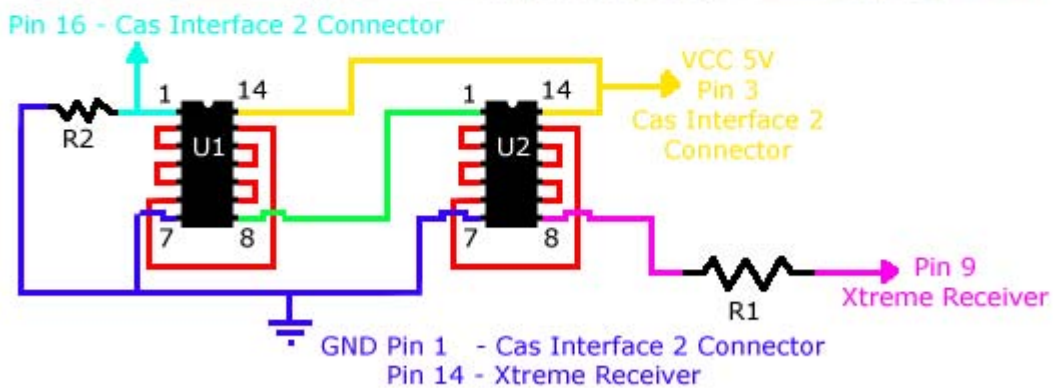 Pin 16 - Cas Interface 2 Connector
VCC 5V
Pin 3
Cas Interface 2
Connector
1 14
1 14
R2
U1
U2
7 8
7 8
R1
Pin 9
Xtreme Receiver
GND Pin 1 - Cas Interface 2 Connector
Pin 14 - Xtreme Receiver